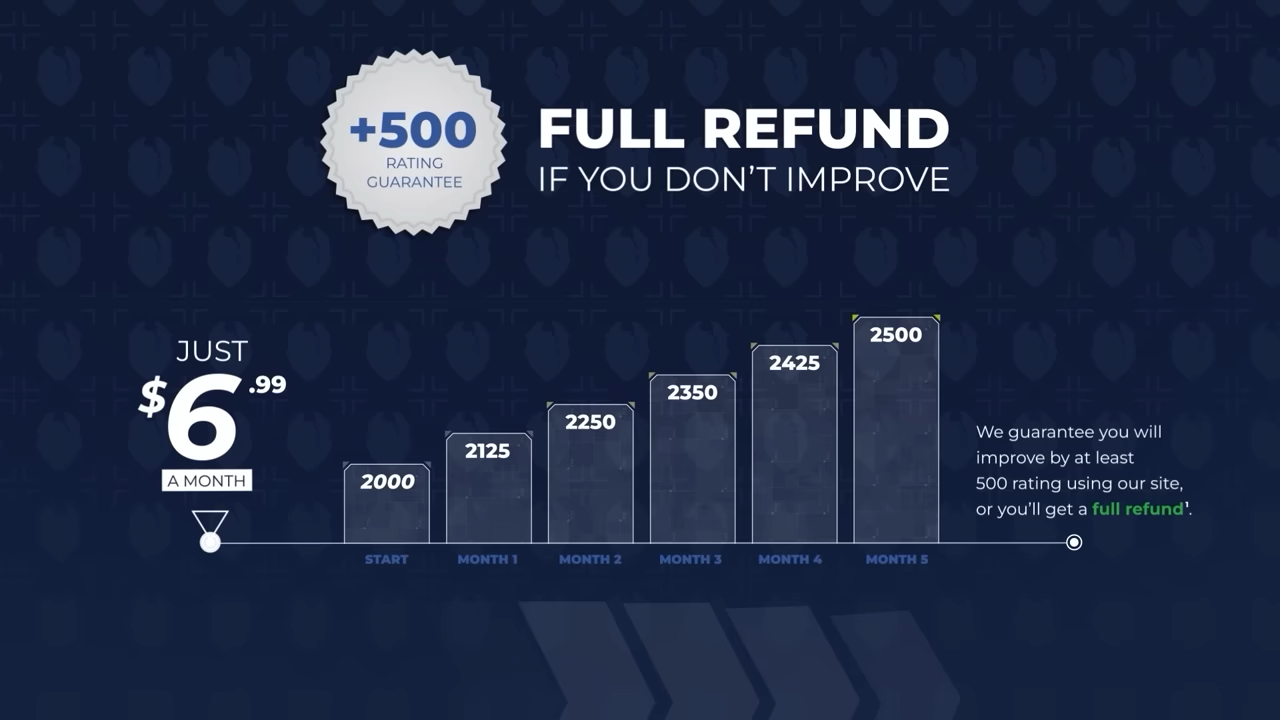 +500
RATING
GUARANTEE
FULL REFUND
IF YOU DON'T IMPROVE
JUST
$6.99
A MONTH
2000
2125
2250
2350
2425
2500
START
MONTH 1
MONTH 2
MONTH 3
MONTH 4
MONTH 5
We guarantee you will
improve by at least
500 rating using our site,
or you'll get a full refund¹.